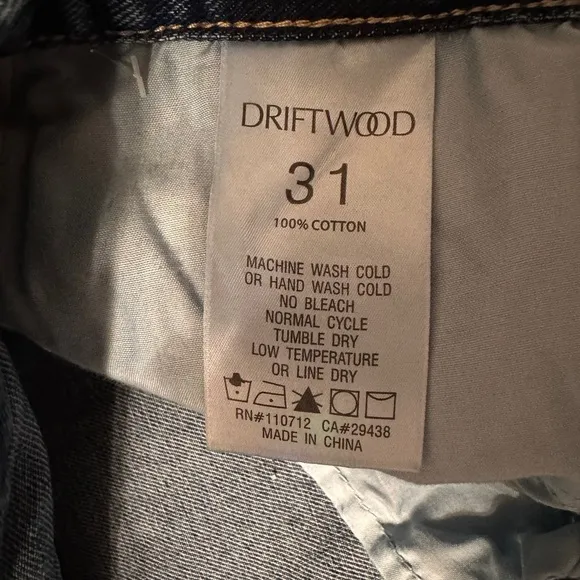 DRIFTWOOD
31
100% COTTON
MACHINE WASH COLD
OR HAND WASH COLD
NO BLEACH
NORMAL CYCLE
TUMBLE DRY
LOW TEMPERATURE
OR LINE DRY
RN#110712 CA#29438
MADE IN CHINA